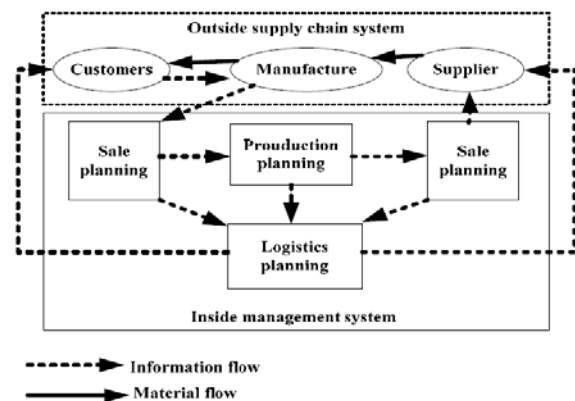 Outside supply chain system
Customers
Manufacture
Supplier
Sale
planning
Prouduction
planning
Sale
planning
Logistics
planning
Inside management system
Information flow
Material flow